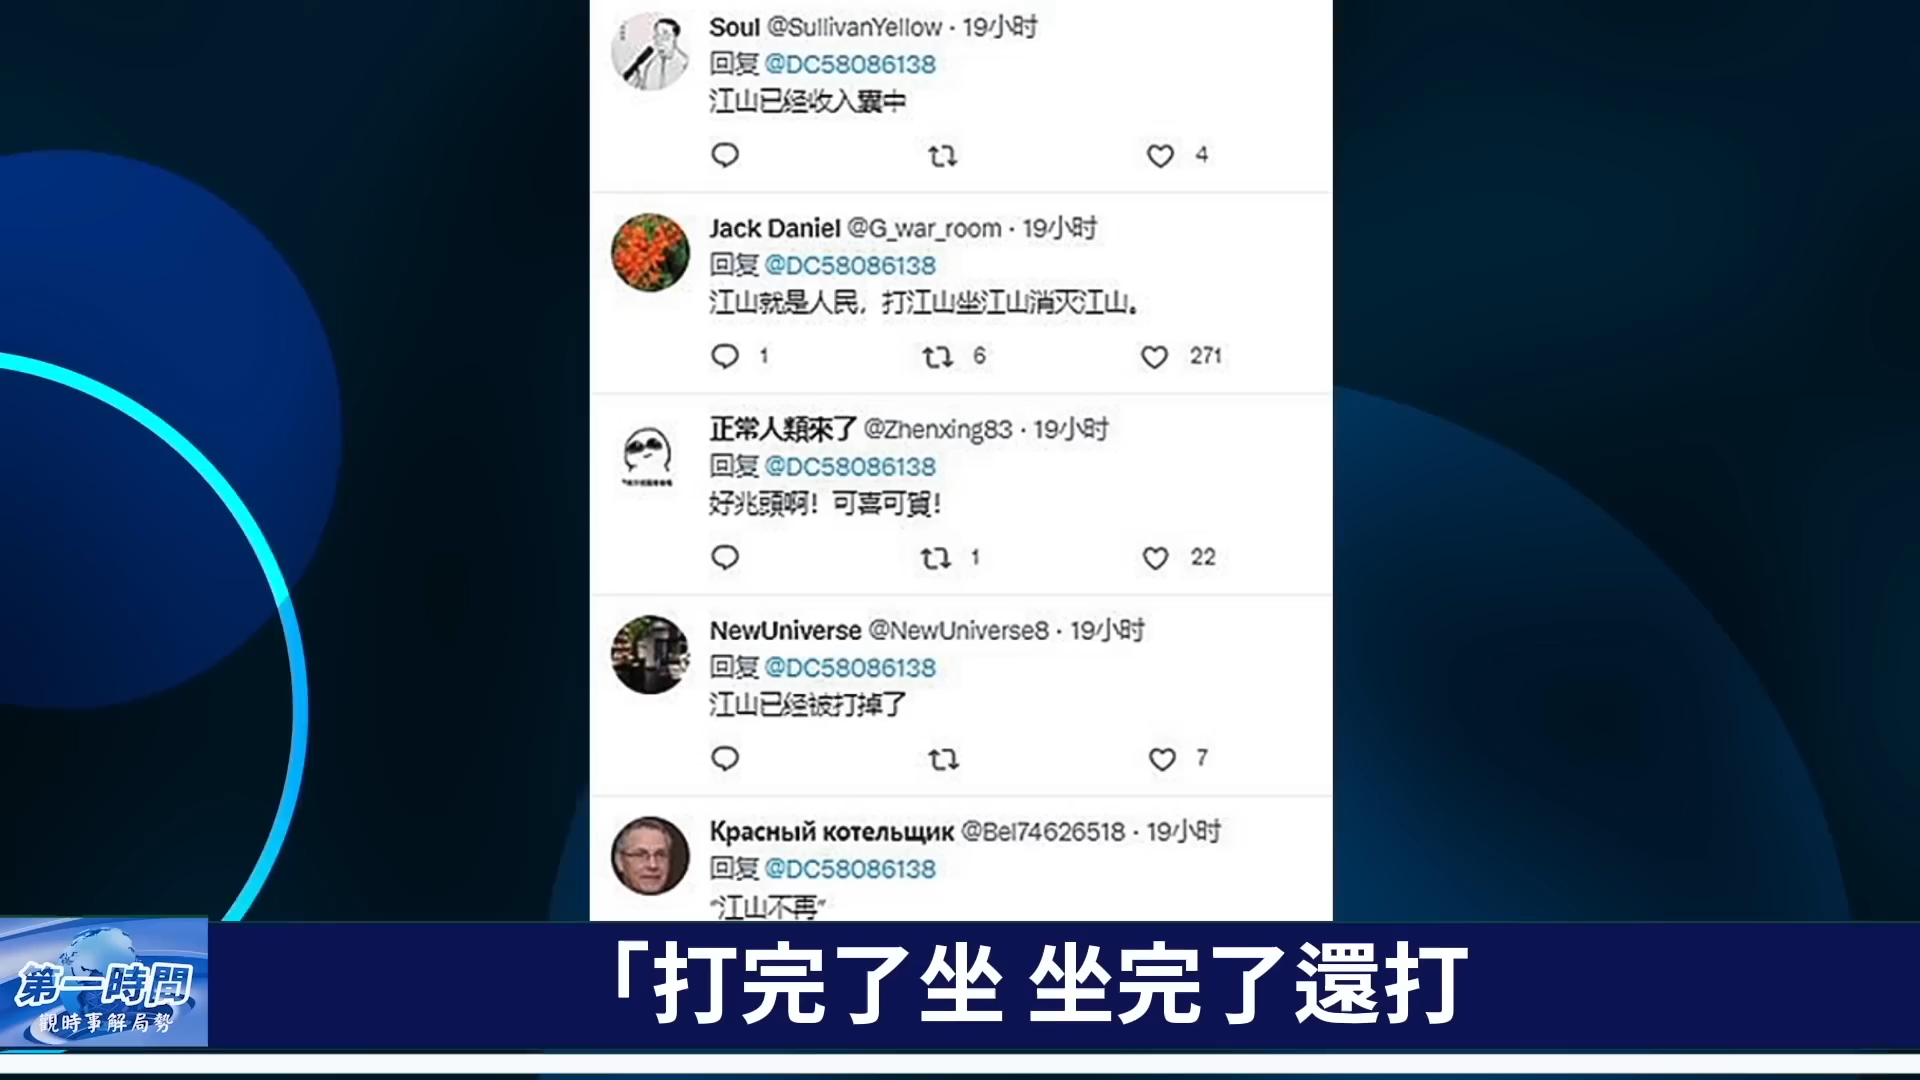 Soul @SullivanYellow · 19小时
回复 @DC58086138
江山已经收入囊中
4
Jack Daniel @G_war_room · 19小时
回复 @DC58086138
江山就是人民，打江山坐江山消灭江山。
1 6 271
正常人類來了 @Zhenxing83 · 19小时
回复 @DC58086138
好兆頭啊！可喜可賀！
1 22
NewUniverse @NewUniverse8 · 19小时
回复 @DC58086138
江山已经被打掉了
7
Красный котельщик @Bel74626518 · 19小时
回复 @DC58086138
“江山不再”
「打完了坐 坐完了還打
第一時間
觀時事解局勢